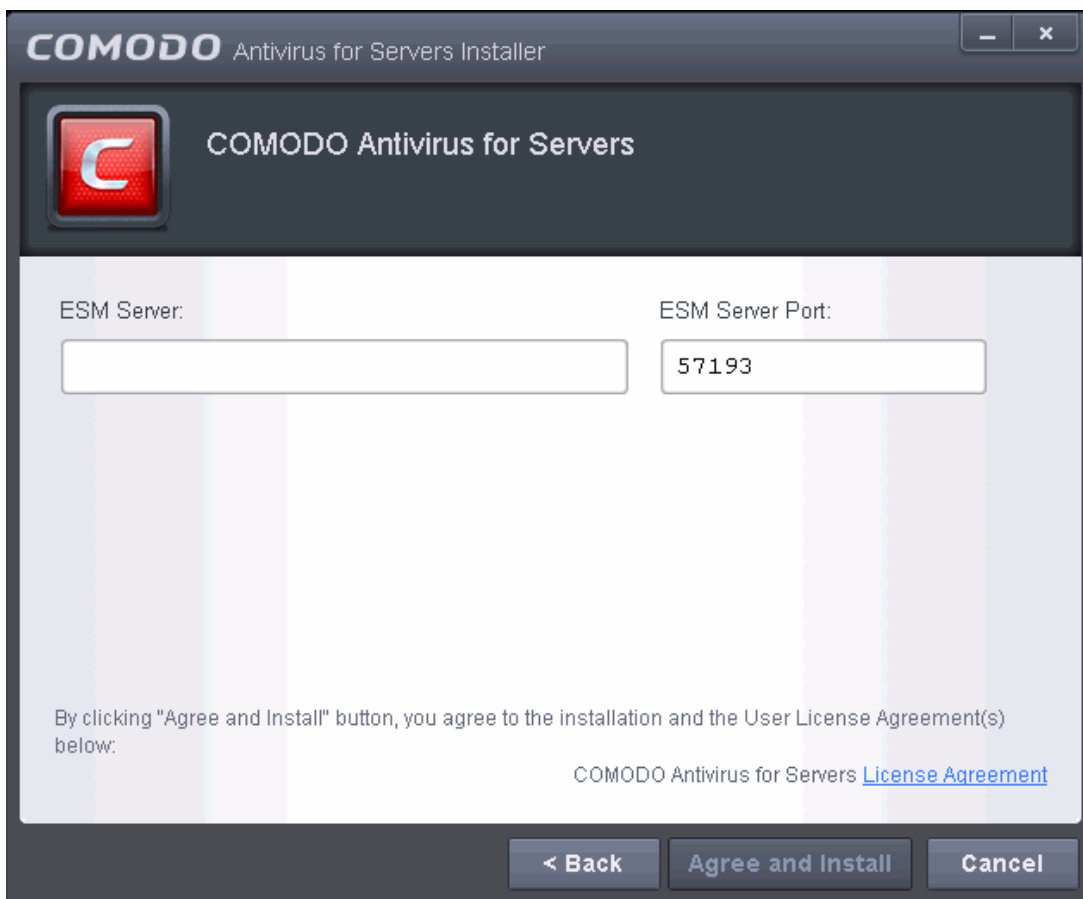 COMODO Antivirus for Servers Installer
COMODO Antivirus for Servers
ESM Server:
ESM Server Port:
57193
By clicking "Agree and Install" button, you agree to the installation and the User License Agreement(s)
below:
COMODO Antivirus for Servers License Agreement
< Back
Agree and Install
Cancel